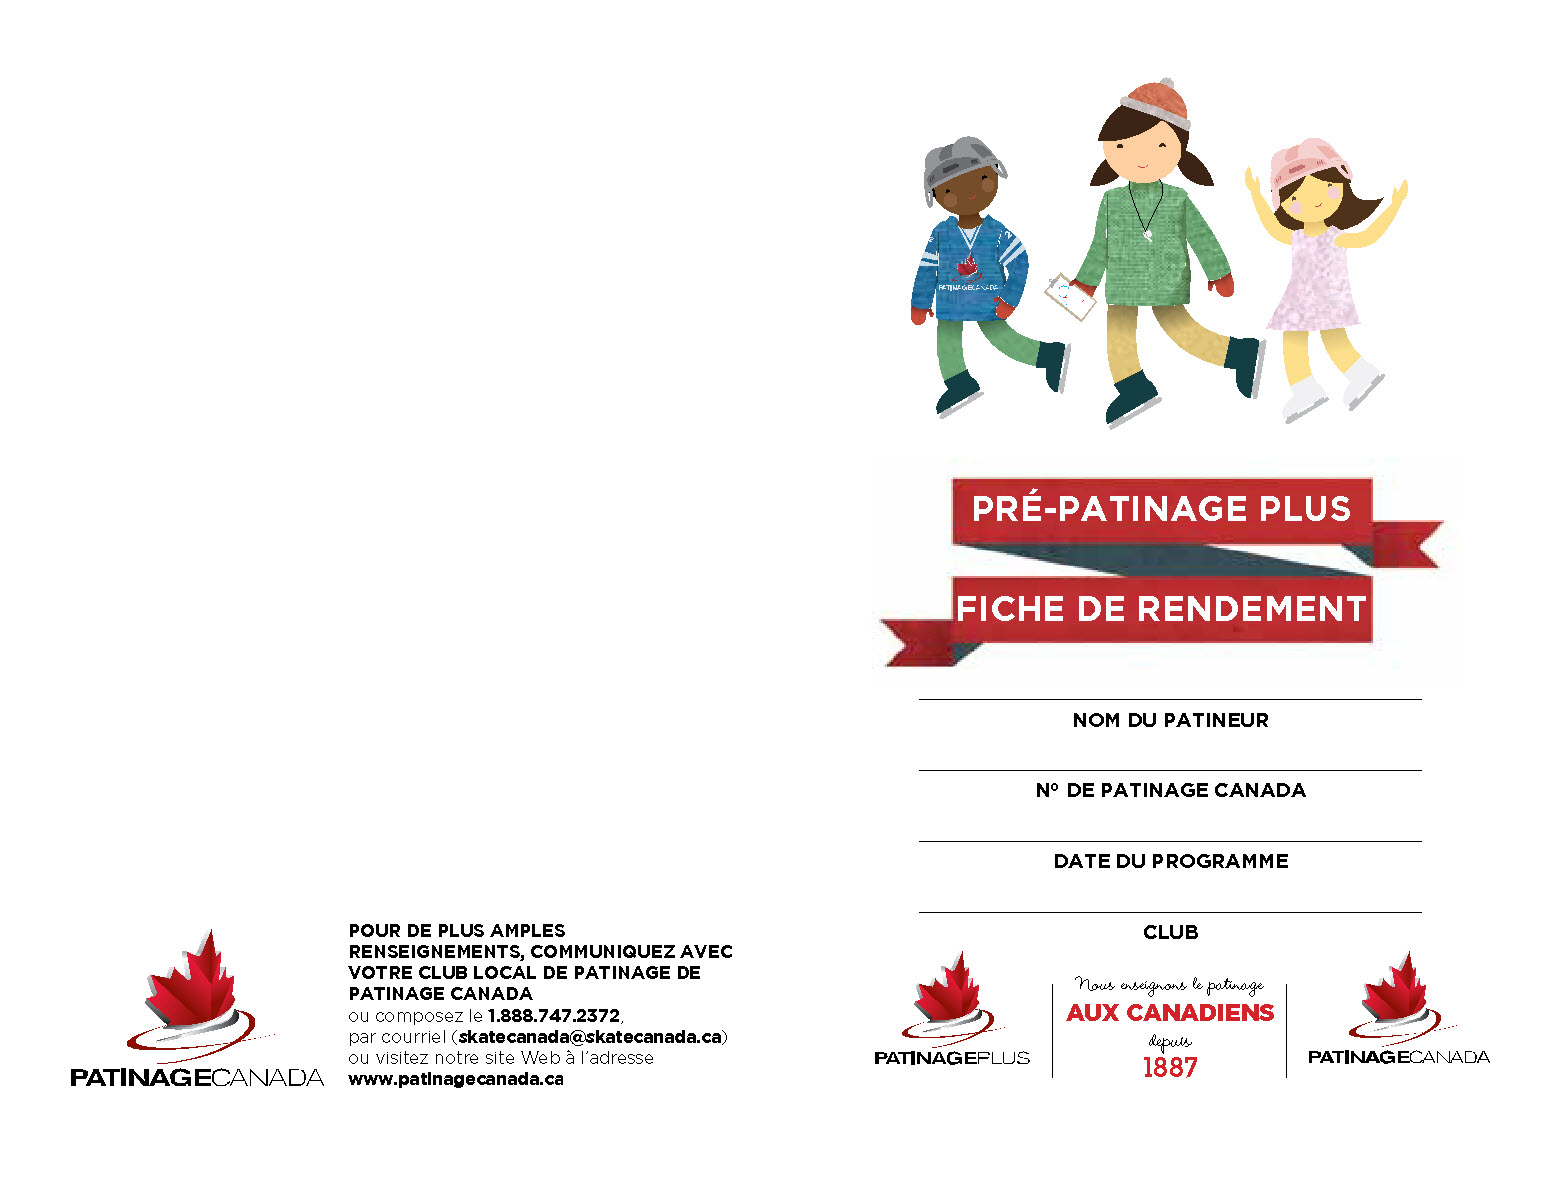 PATINAGECANADA
PRÉ-PATINAGE PLUS
FICHE DE RENDEMENT
NOM DU PATINEUR
Nº DE PATINAGE CANADA
DATE DU PROGRAMME
CLUB
PATINAGECANADA
POUR DE PLUS AMPLES
RENSEIGNEMENTS, COMMUNIQUEZ AVEC
VOTRE CLUB LOCAL DE PATINAGE DE
PATINAGE CANADA
ou composez le 1.888.747.2372,
par courriel (skatecanada@skatecanada.ca)
ou visitez notre site Web à l'adresse
www.patinagecanada.ca
PATINAGEPLUS
Nous enseignons le patinage
AUX CANADIENS
depuis
1887
PATINAGECANADA